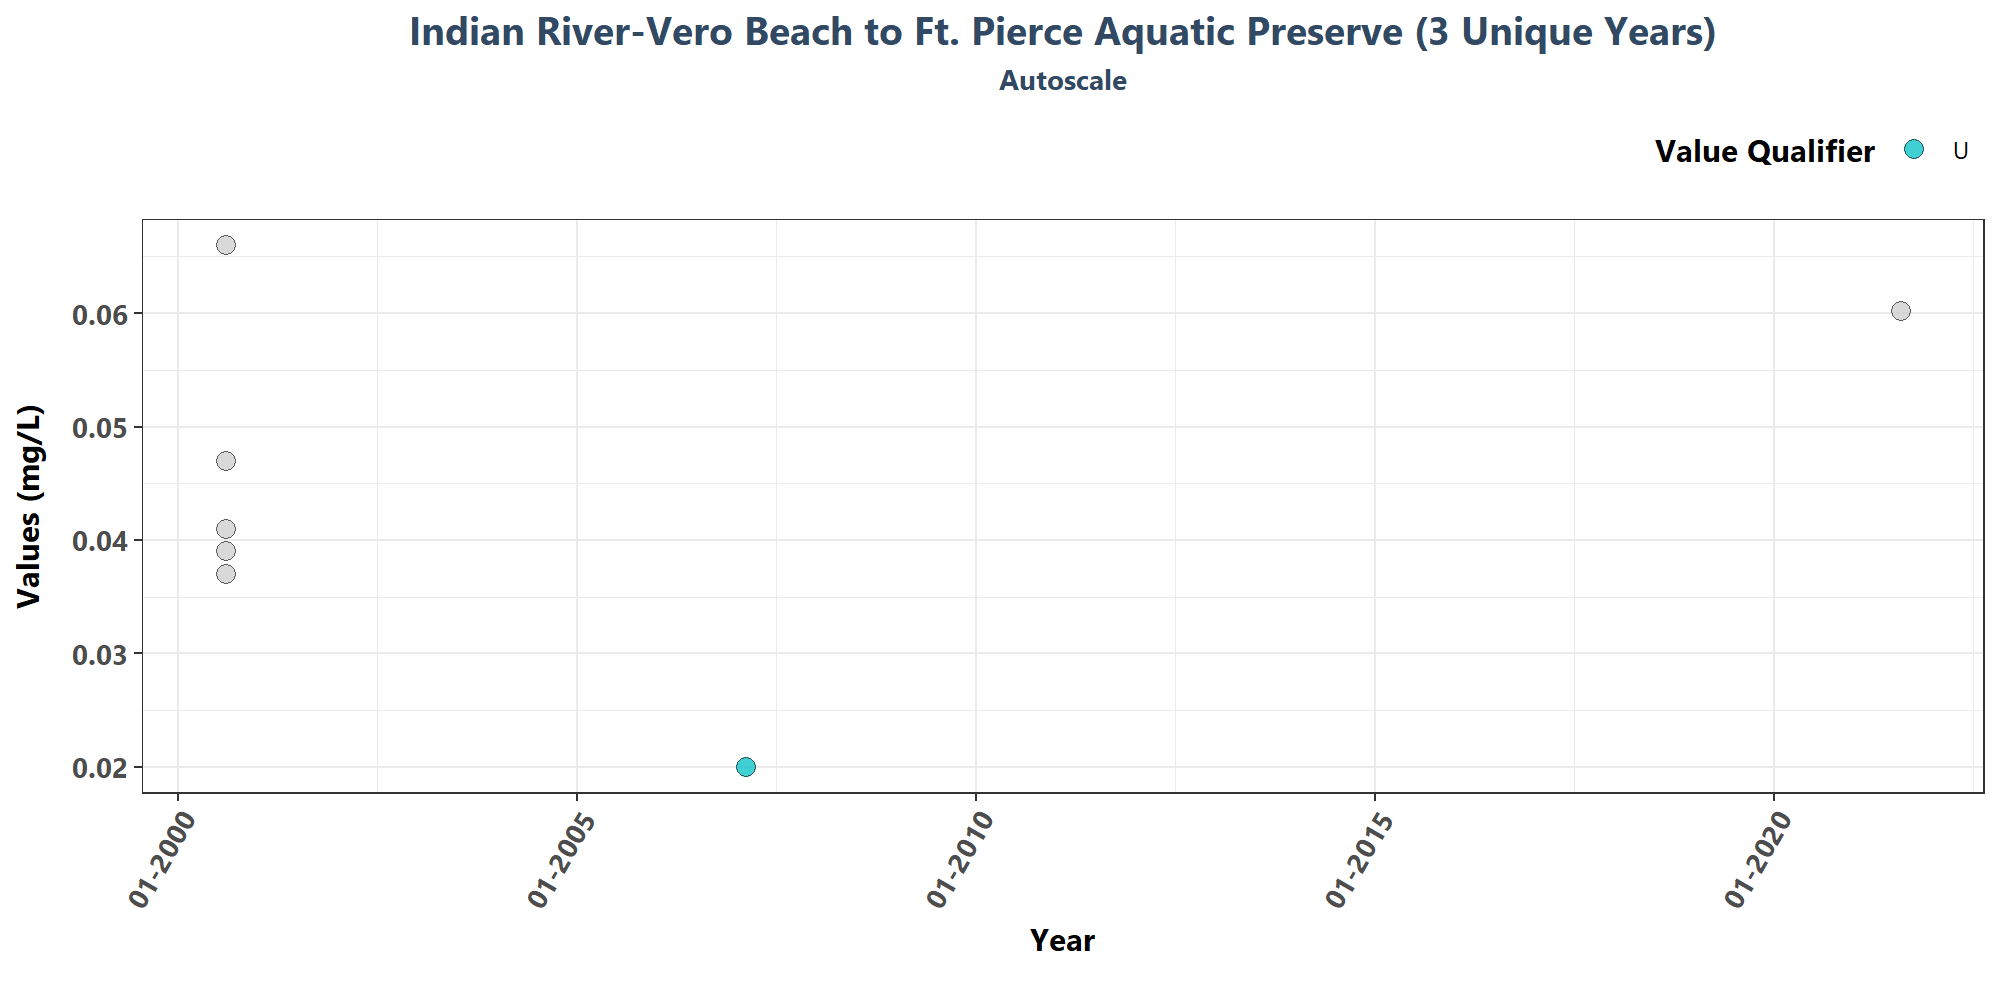 Indian River-Vero Beach to Ft. Pierce Aquatic Preserve (3 Unique Years)
Autoscale
Value Qualifier U
Values (mg/L)
0.06
0.05
0.04
0.03
0.02
01-2000
01-2005
01-2010
01-2015
01-2020
Year